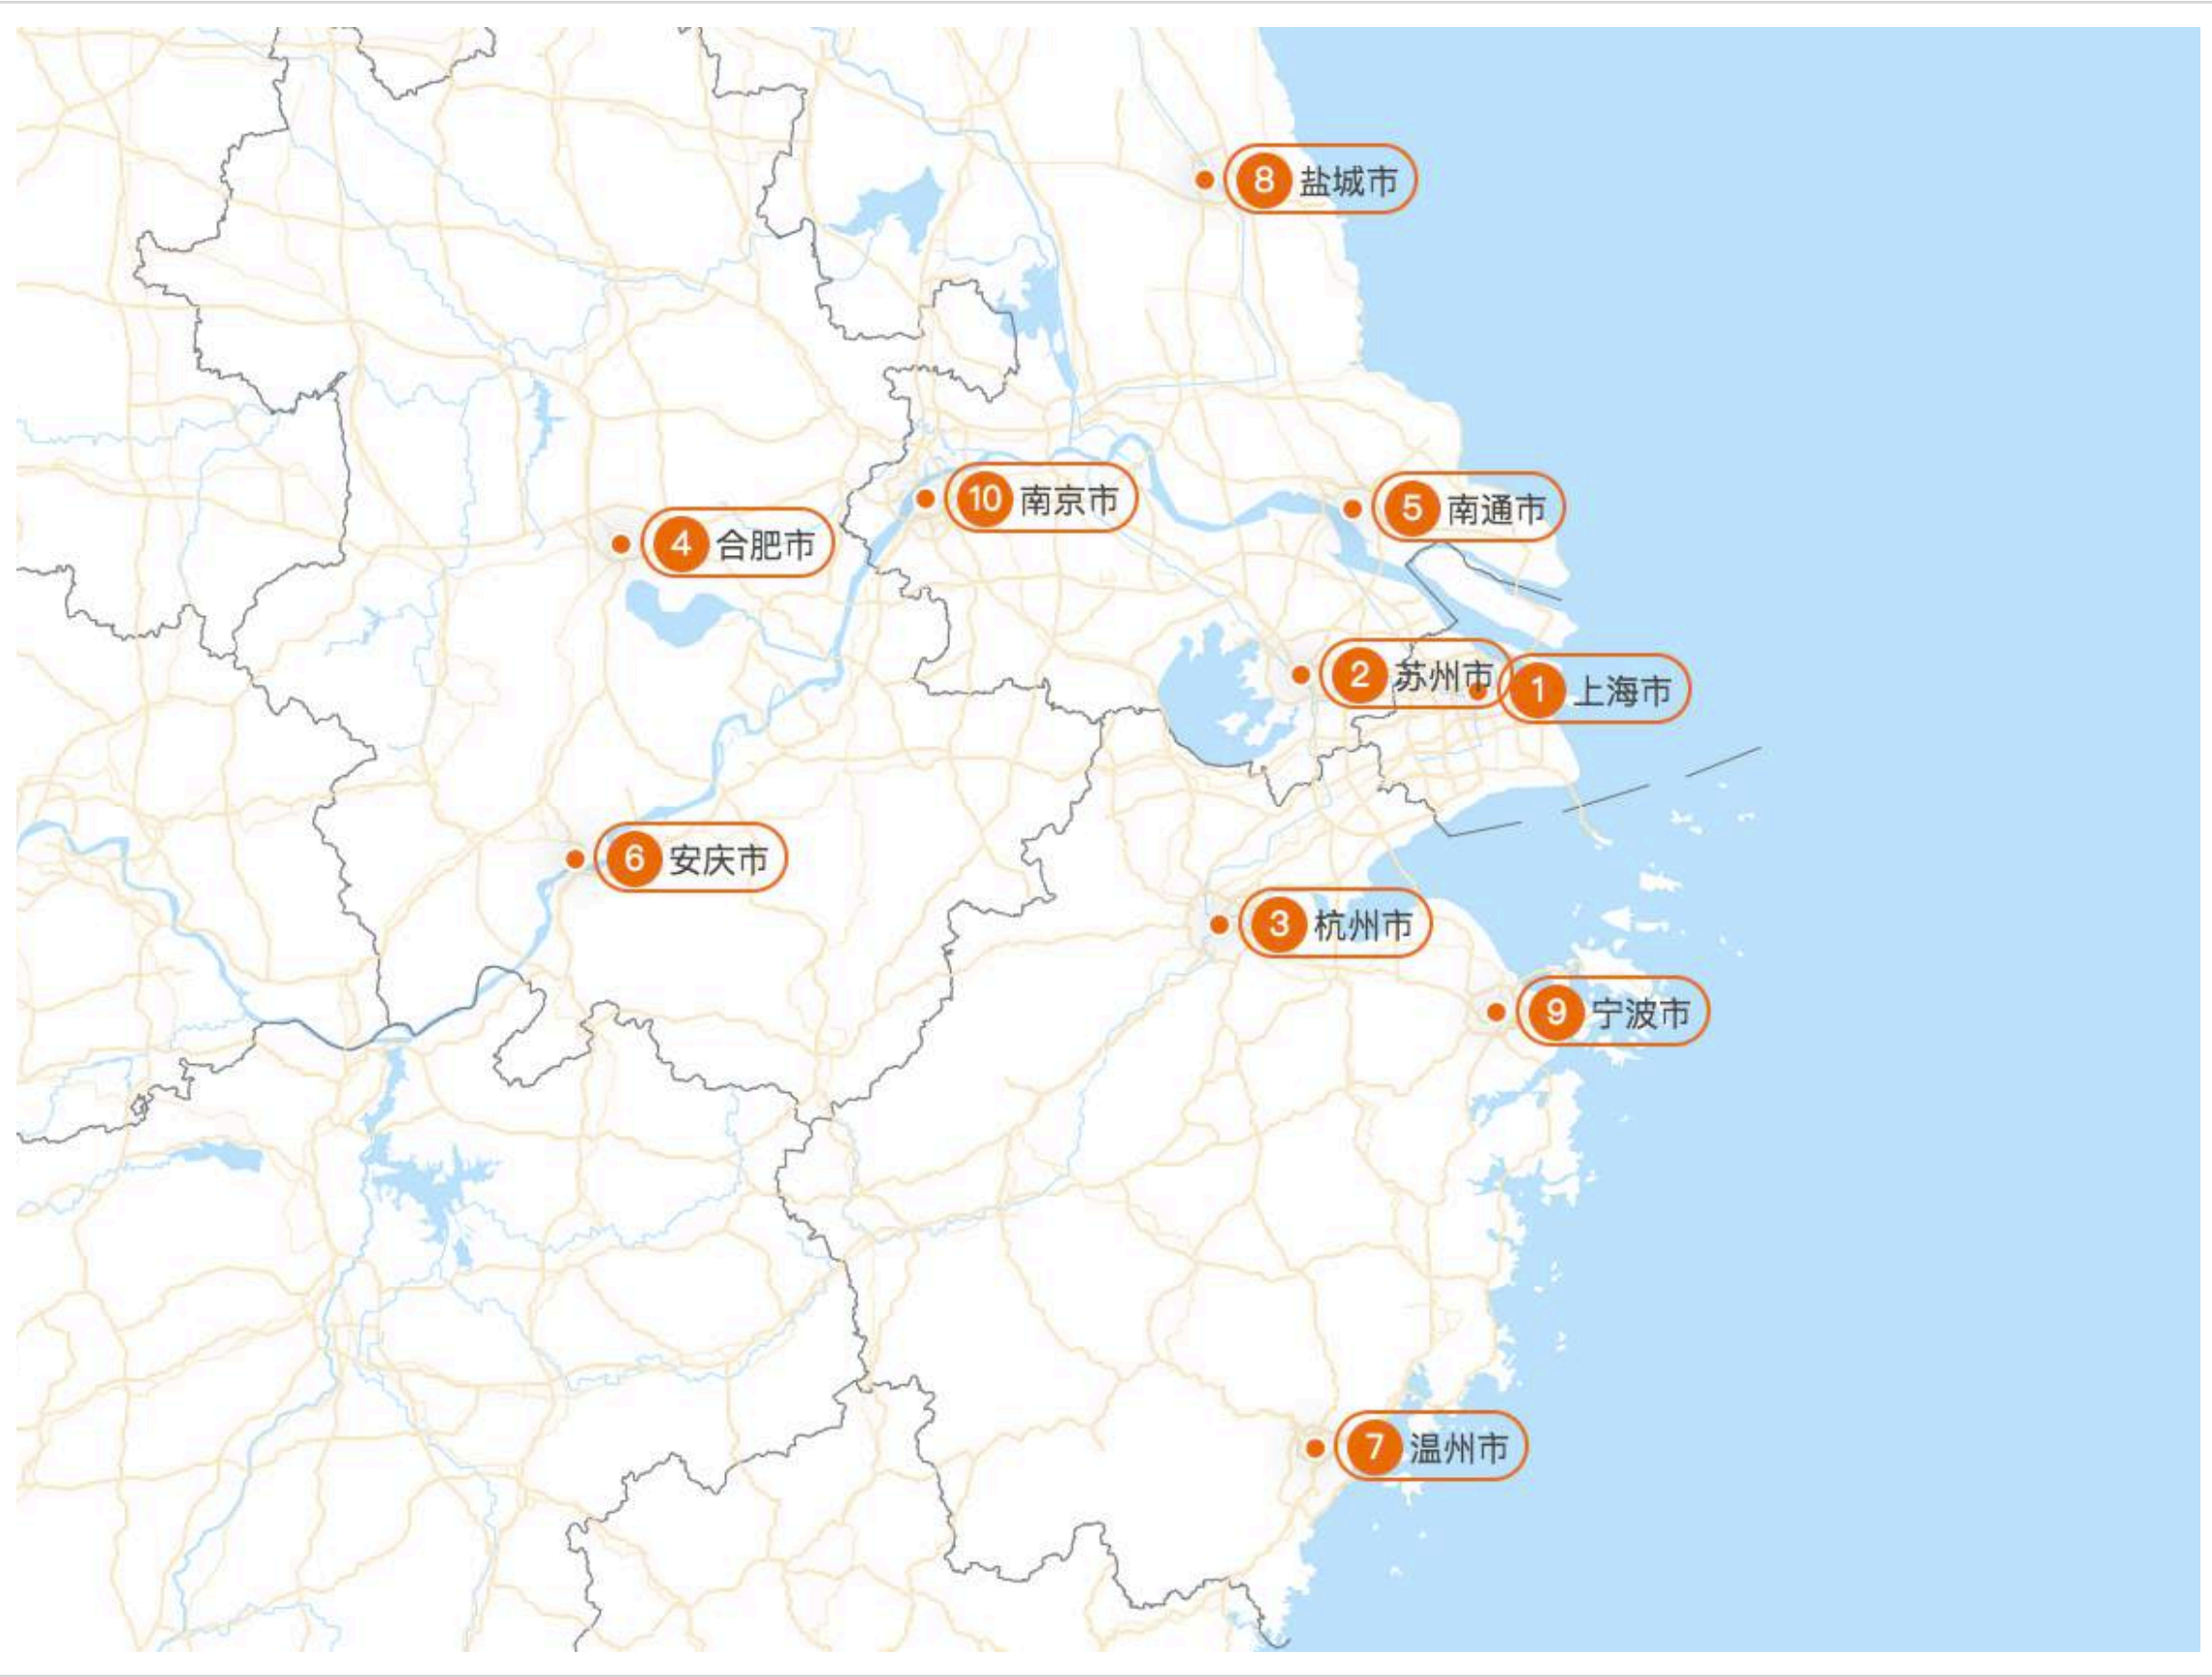 8 盐城市
10 南京市
5 南通市
4 合肥市
2 苏州市
1 上海市
6 安庆市
3 杭州市
9 宁波市
7 温州市